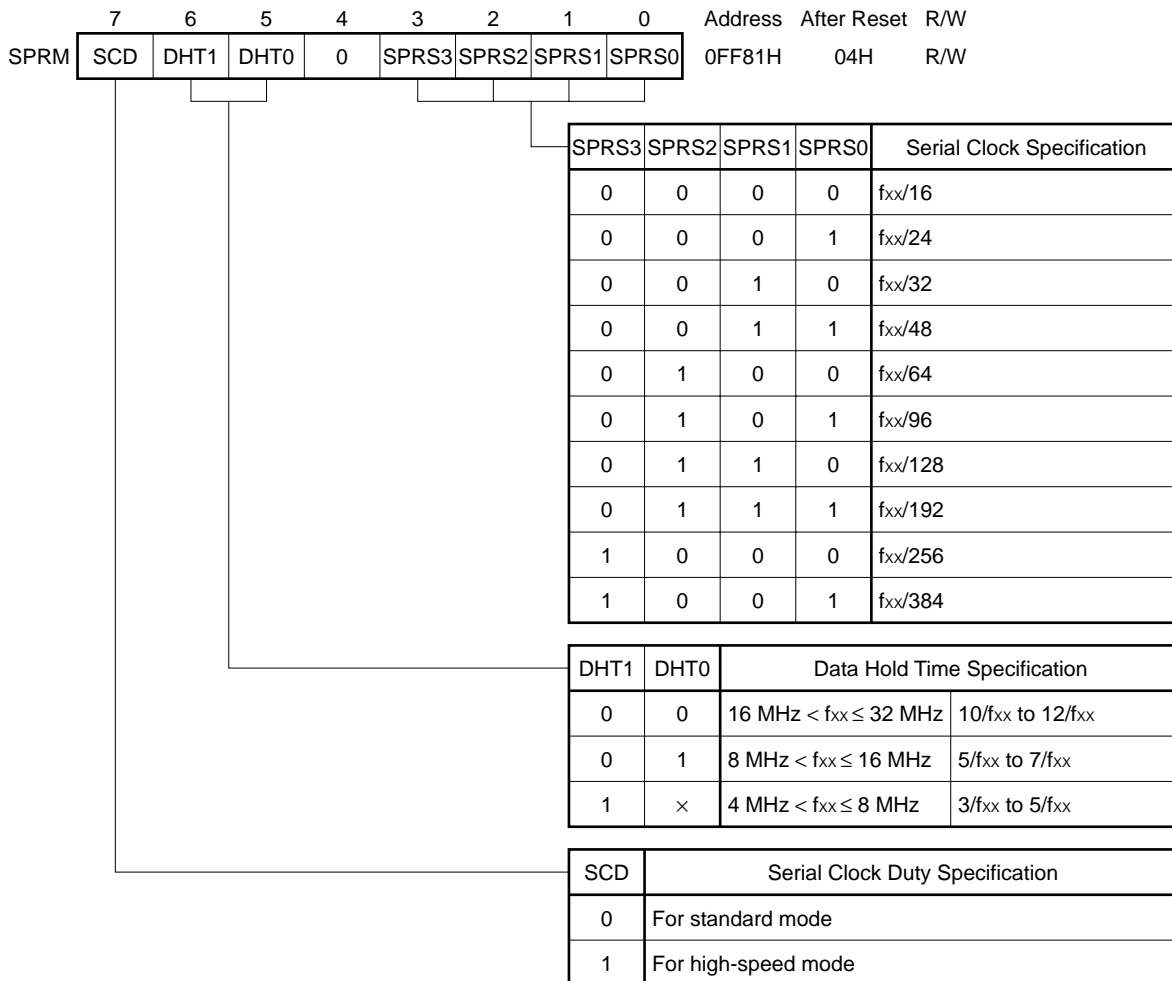 7 6 5 4 3 2 1 0 Address After Reset R/W
SPRM SCD DHT1 DHT0 0 SPRS3 SPRS2 SPRS1 SPRS0 0FF81H 04H R/W
SPRS3 SPRS2 SPRS1 SPRS0 Serial Clock Specification
0 0 0 0 fxx/16
0 0 0 1 fxx/24
0 0 1 0 fxx/32
0 0 1 1 fxx/48
0 1 0 0 fxx/64
0 1 0 1 fxx/96
0 1 1 0 fxx/128
0 1 1 1 fxx/192
1 0 0 0 fxx/256
1 0 0 1 fxx/384
DHT1 DHT0 Data Hold Time Specification
0 0 16 MHz < fxx ≤ 32 MHz 10/fxx to 12/fxx
0 1 8 MHz < fxx ≤ 16 MHz 5/fxx to 7/fxx
1 × 4 MHz < fxx ≤ 8 MHz 3/fxx to 5/fxx
SCD Serial Clock Duty Specification
0 For standard mode
1 For high-speed mode